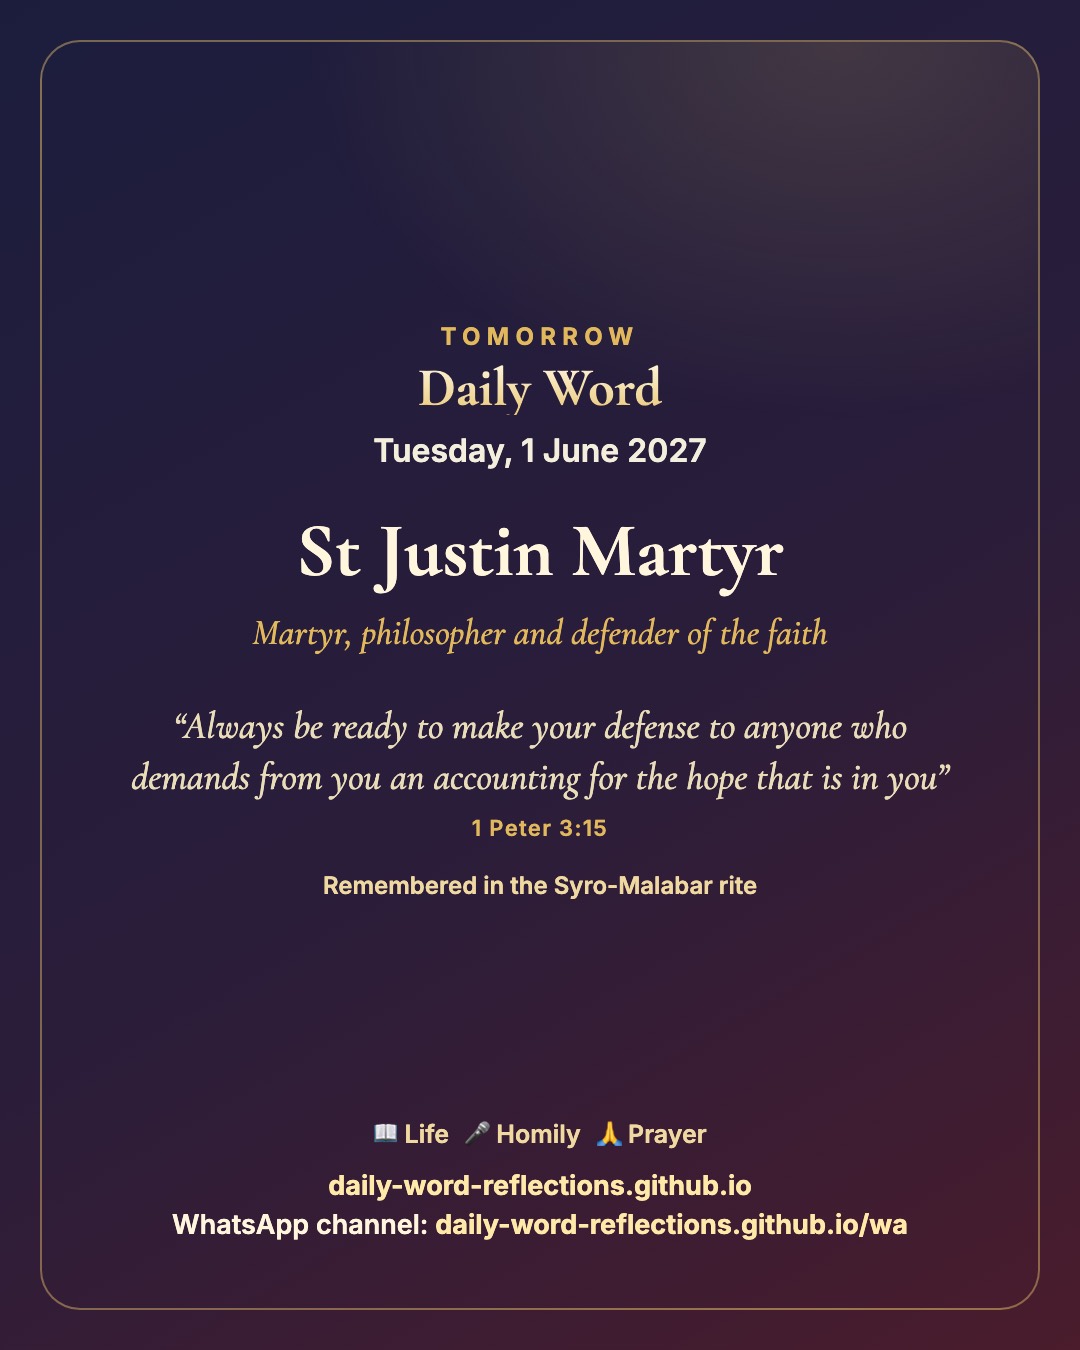 TOMORROW
Daily Word
Tuesday, 1 June 2027
St Justin Martyr
Martyr, philosopher and defender of the faith
“Always be ready to make your defense to anyone who
demands from you an accounting for the hope that is in you”
1 Peter 3:15
Remembered in the Syro-Malabar rite
📖 Life 🎤 Homily 🙏 Prayer
daily-word-reflections.github.io
WhatsApp channel: daily-word-reflections.github.io/wa